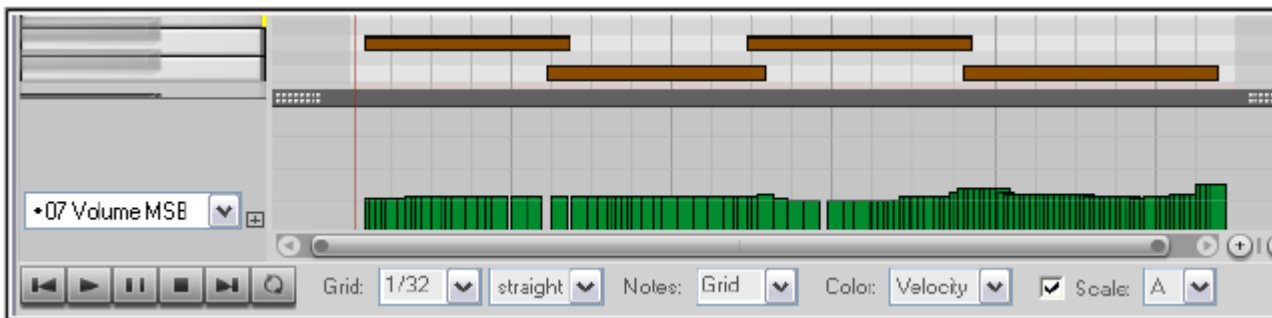 •07 Volume MSB
Grid: 1/32 straight Notes: Grid Color: Velocity Scale: A